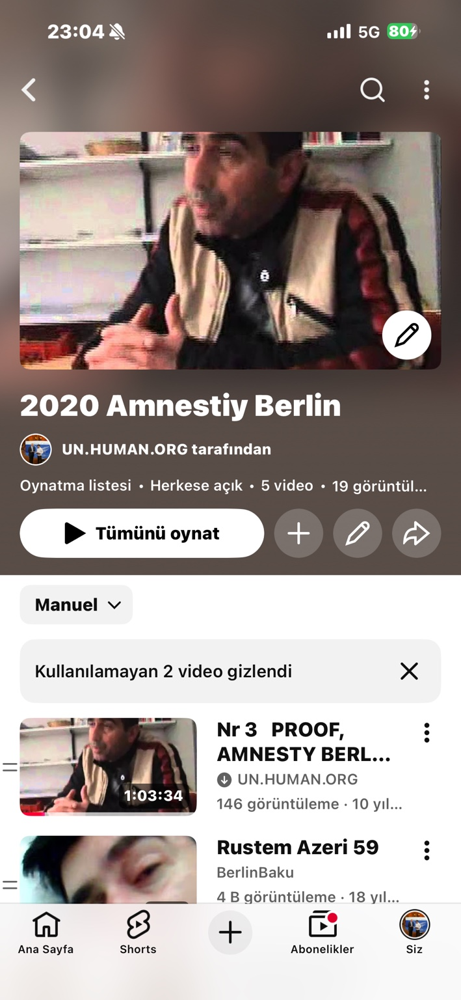 23:04
5G
80
2020 Amnestiy Berlin
UN.HUMAN.ORG tarafından
Oynatma listesi • Herkese açık • 5 video • 19 görüntül...
Tümünü oynat
Manuel
Kullanılamayan 2 video gizlendi
Nr 3 PROOF,
AMNESTY BERL...
UN.HUMAN.ORG
1:03:34
146 görüntüleme · 10 yıl...
Rustem Azeri 59
BerlinBaku
4 B görüntüleme · 18 yıl...
Ana Sayfa
Shorts
Abonelikler
Siz